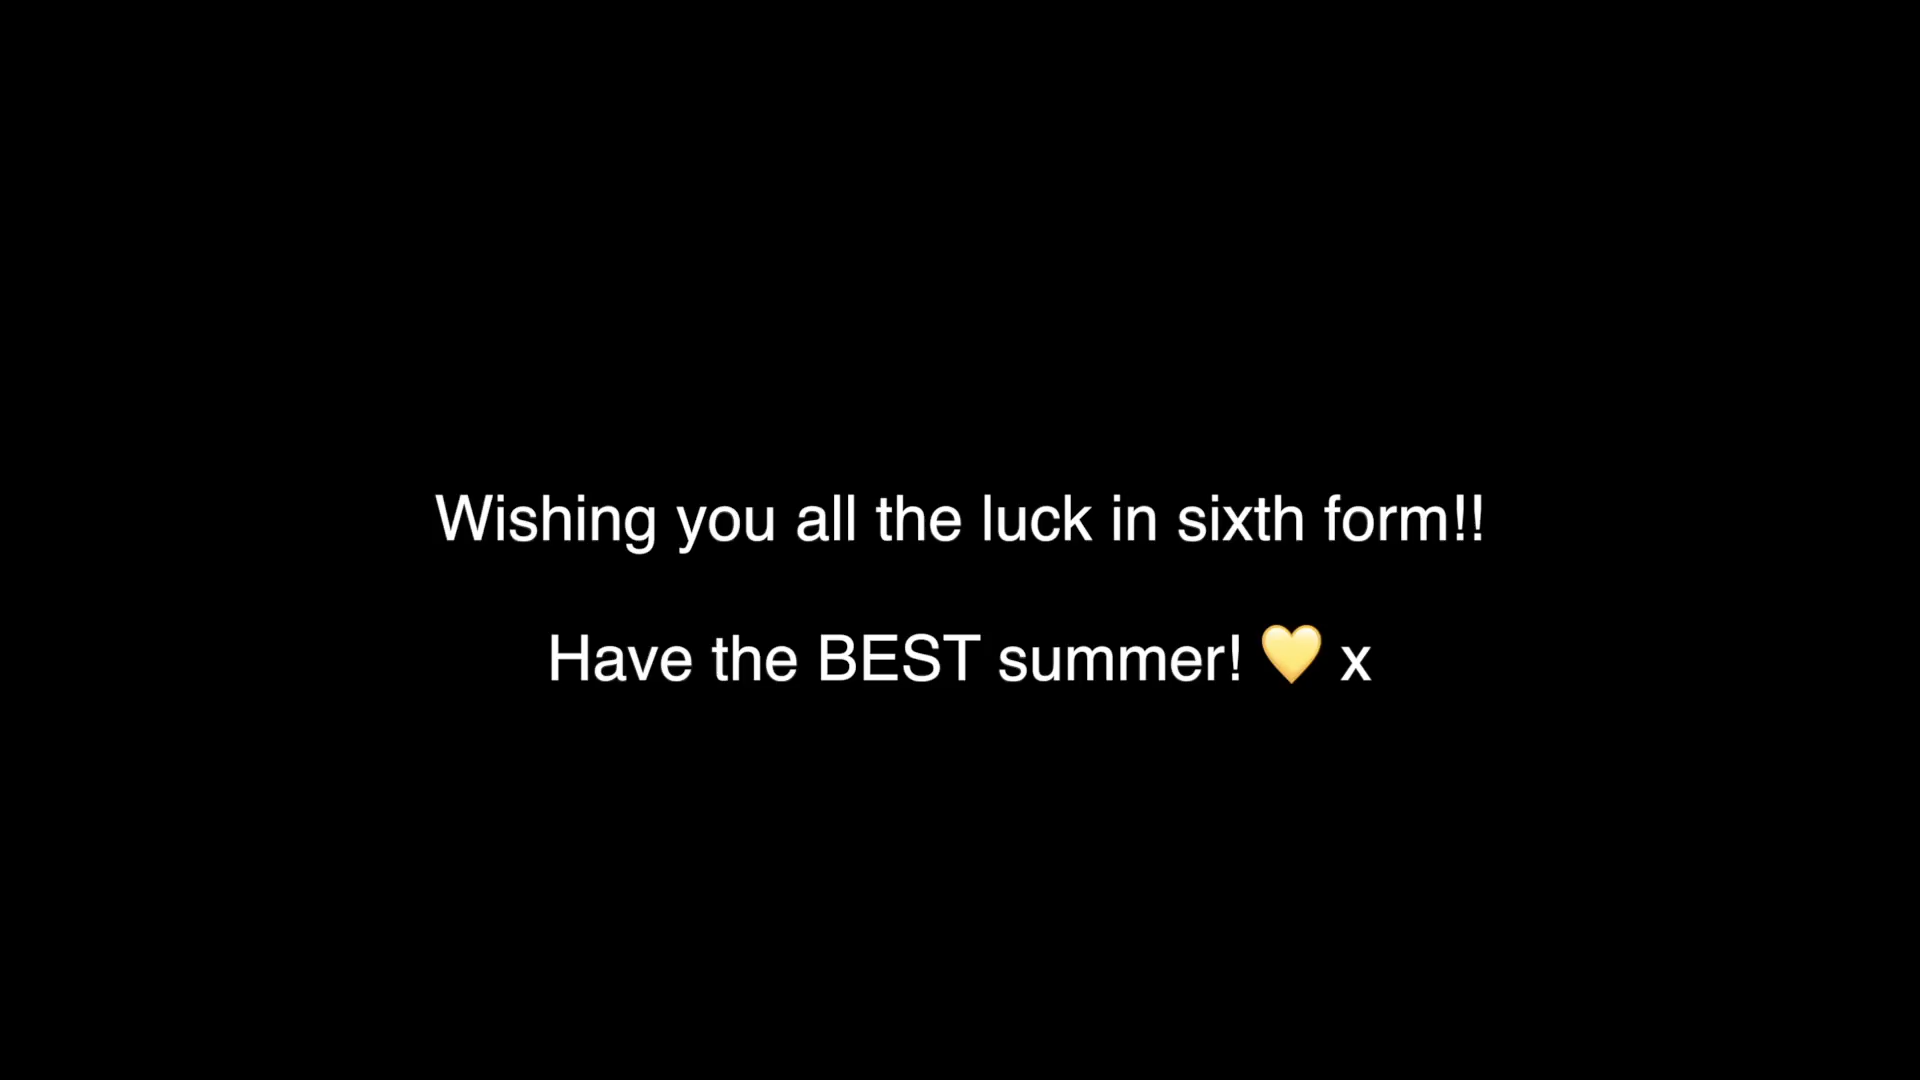 Wishing you all the luck in sixth form!!
Have the BEST summer! 💛 x